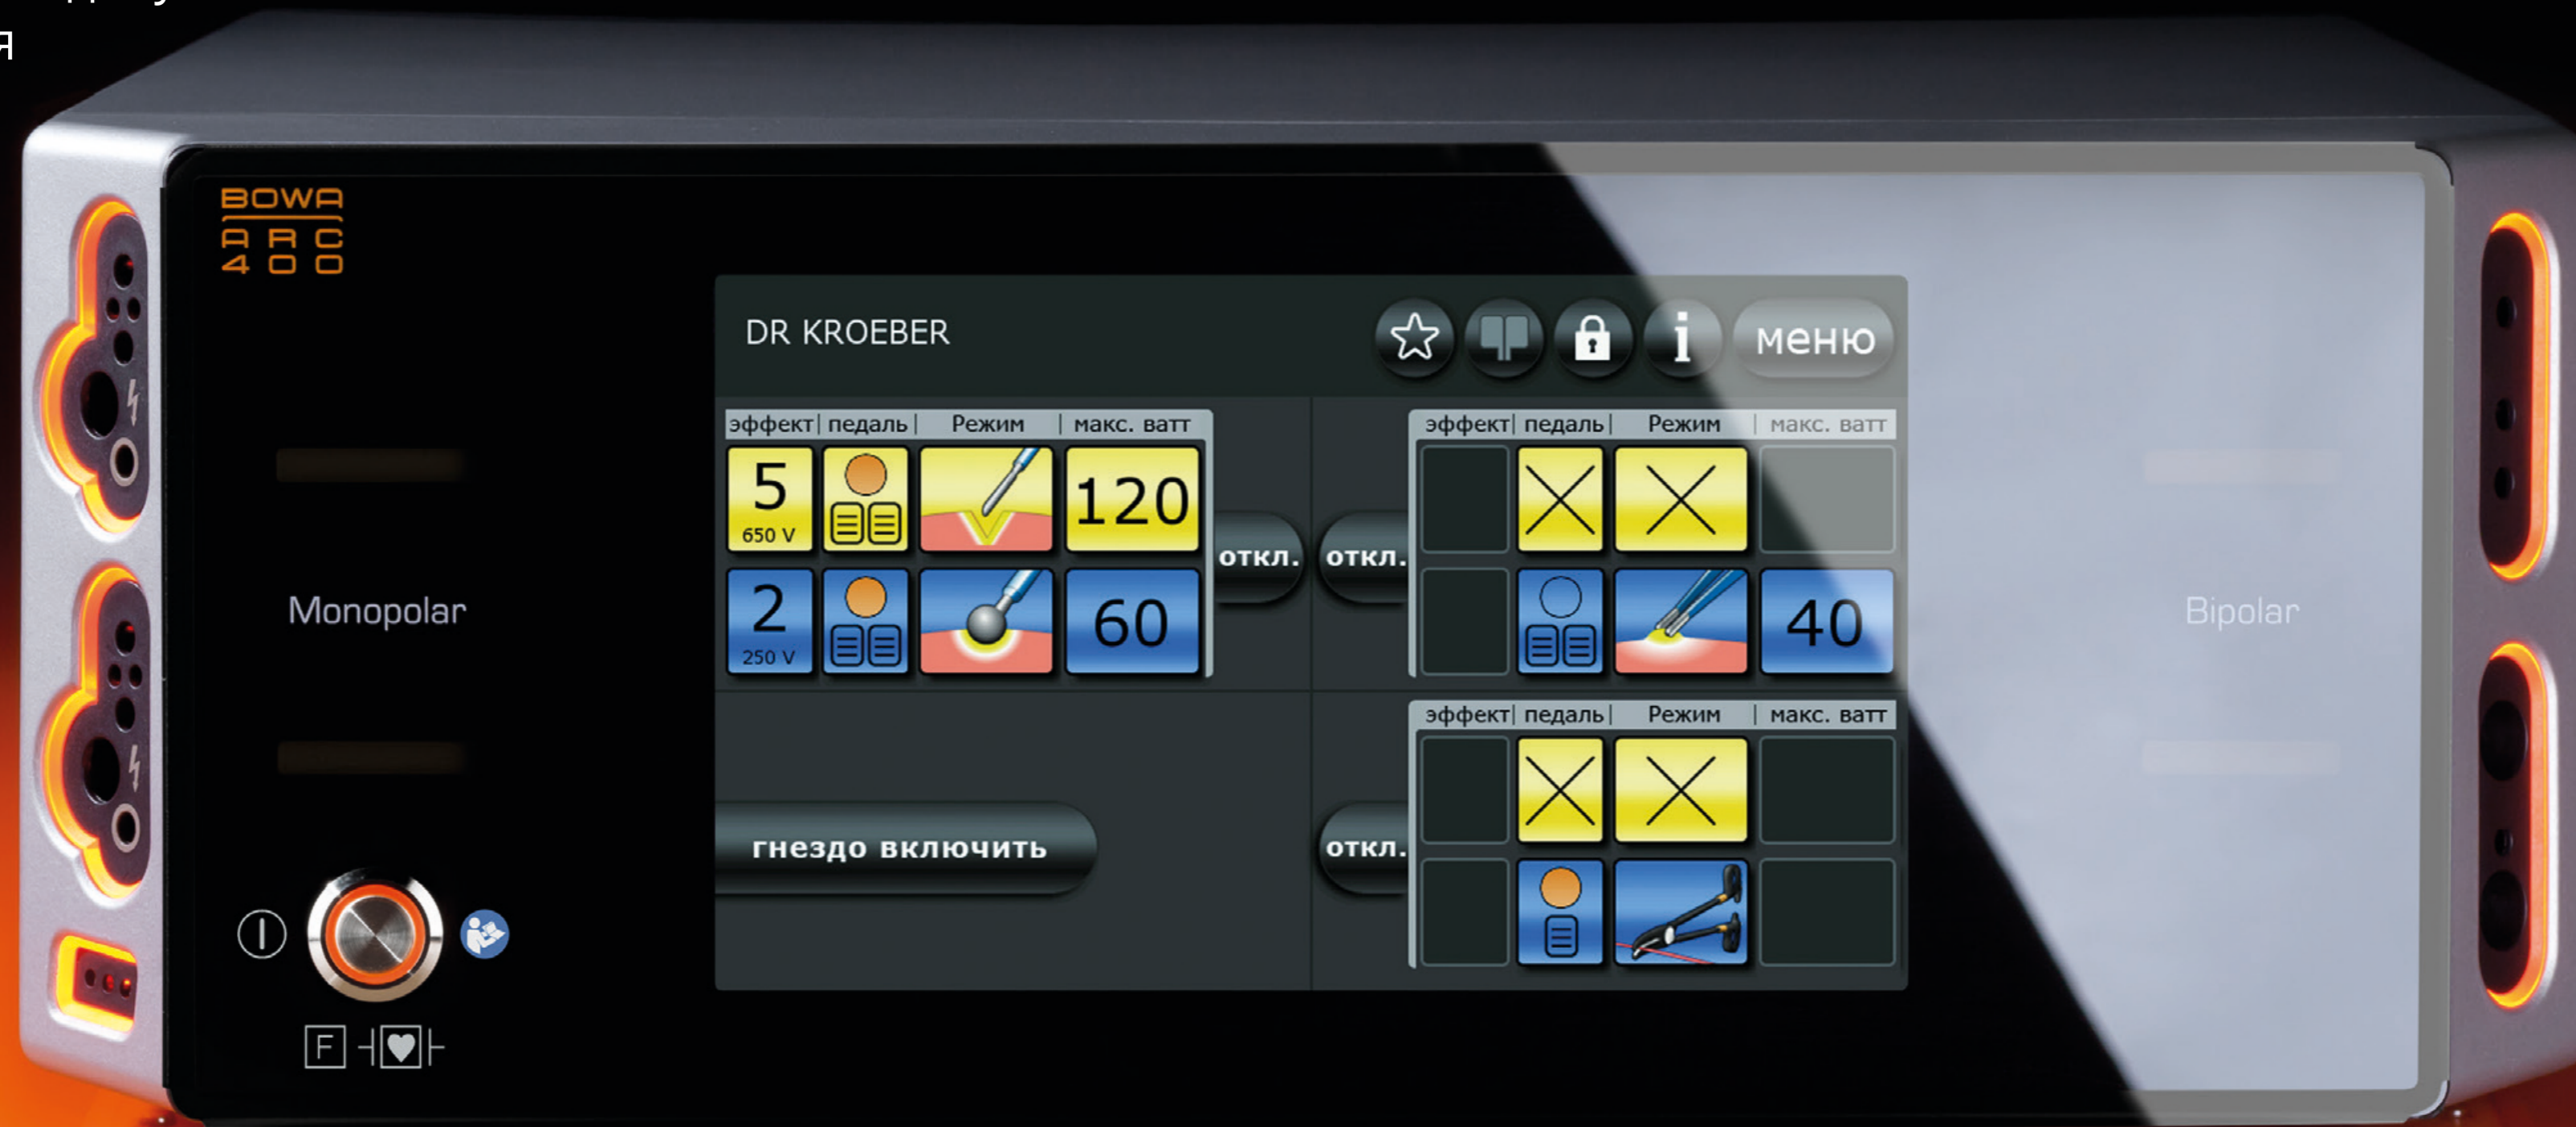 я
BOWA
ARC
400
DR KROEBER
i
меню
эффект| педаль| Режим | макс. ватт
5
650 V
120
откл.
2
250 V
60
эффект| педаль| Режим | макс. ватт
откл.
40
Monopolar
Bipolar
гнездо включить
эффект| педаль| Режим | макс. ватт
откл.
F